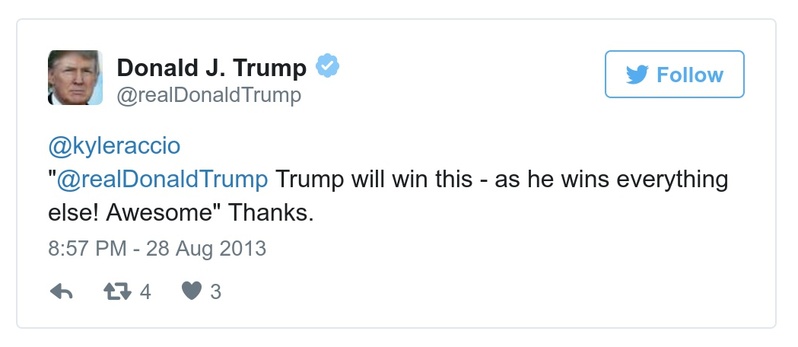 Donald J. Trump
@realDonaldTrump
Follow
@kyleraccio
"@realDonaldTrump Trump will win this - as he wins everything
else! Awesome" Thanks.
8:57 PM - 28 Aug 2013
4 3